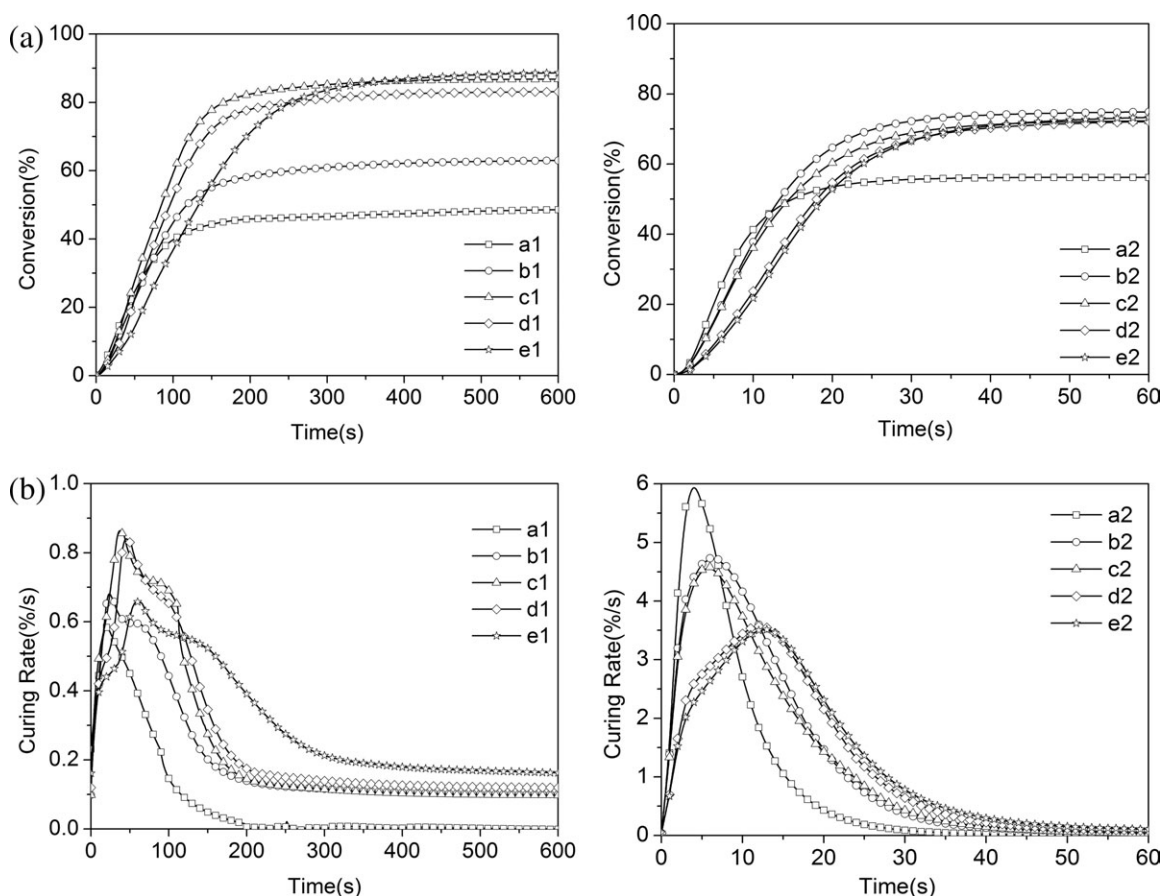 (a)
100
80
60
40
20
0
Conversion(%)
0 100 200 300 400 500 600
Time(s)
a1
b1
c1
d1
e1
100
80
60
40
20
0
Conversion(%)
0 10 20 30 40 50 60
Time(s)
a2
b2
c2
d2
e2
(b)
1.0
0.8
0.6
0.4
0.2
0.0
Curing Rate(%/s)
0 100 200 300 400 500 600
Time(s)
a1
b1
c1
d1
e1
6
5
4
3
2
1
0
Curing Rate(%/s)
0 10 20 30 40 50 60
Time(s)
a2
b2
c2
d2
e2